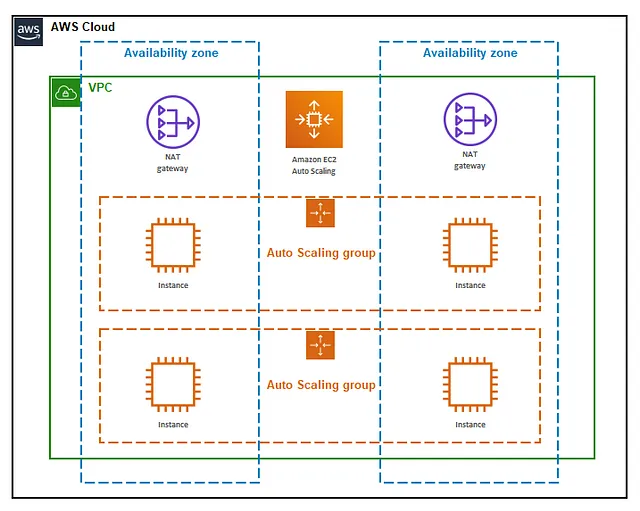 aws
AWS Cloud
Availability zone
Availability zone
VPC
NAT
gateway
Amazon EC2
Auto Scaling
NAT
gateway
Auto Scaling group
Instance
Instance
Auto Scaling group
Instance
Instance